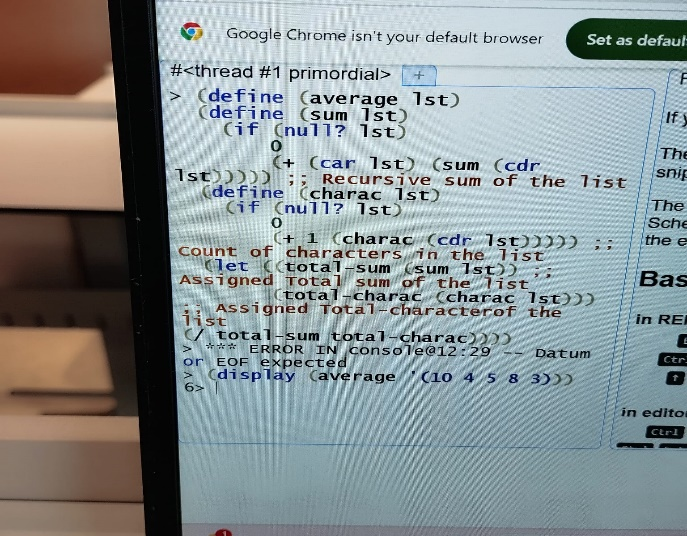 Google Chrome isn't your default browser
Set as defaul
#<thread #1 primordial> +
> (define (average lst)
(define (sum lst)
(if (null? lst)
0
(+ (car lst) (sum (cdr
lst))))) ;; Recursive sum of the list
(define (charac lst)
(if (null? lst)
0
(+ 1 (charac (cdr lst))))) ;;
Count of characters in the list
(let ((total-sum (sum lst)) ;;
Assigned Total sum of the list
(total-charac (charac lst)))
;; Assigned Total-characterof the
list
(/ total-sum total-charac))))
> *** ERROR IN console@12:29 -- Datum
or EOF expected
> (display (average '(10 4 5 8 3)))
6>
If y
The
snip
The
Sche
the e
Bas
in RE
Ctr
↑
in edito
Ctrl